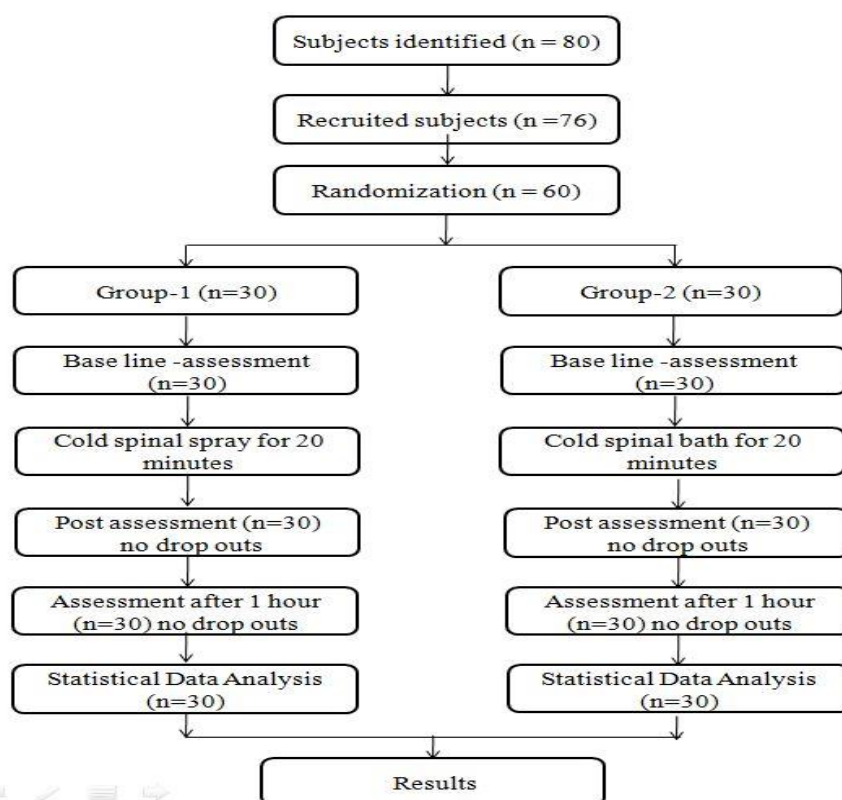 Subjects identified (n = 80)
Recruited subjects (n =76)
Randomization (n = 60)
Group-1 (n=30)
Group-2 (n=30)
Base line -assessment
(n=30)
Base line -assessment
(n=30)
Cold spinal spray for 20
minutes
Cold spinal bath for 20
minutes
Post assessment (n=30)
no drop outs
Post assessment (n=30)
no drop outs
Assessment after 1 hour
(n=30) no drop outs
Assessment after 1 hour
(n=30) no drop outs
Statistical Data Analysis
(n=30)
Statistical Data Analysis
(n=30)
Results